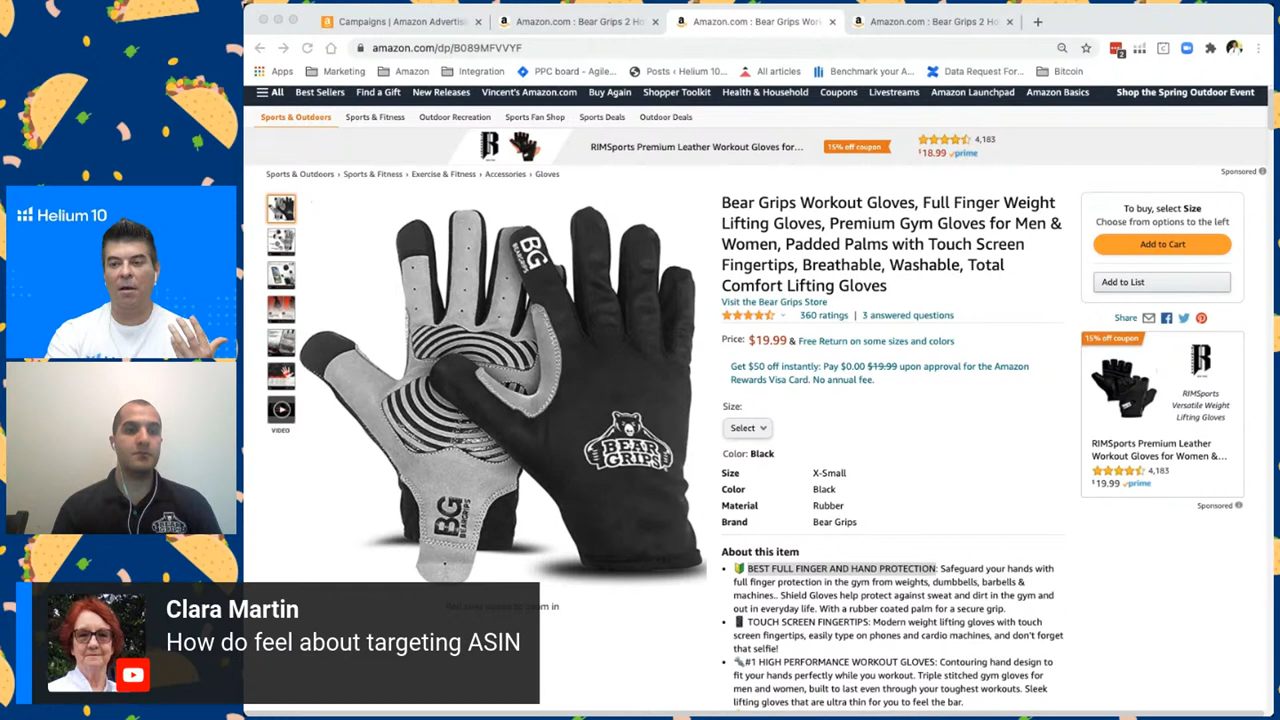 Campaigns | Amazon Advertis
Amazon.com : Bear Grips 2 Ho
Amazon.com : Bear Grips Wor
Amazon.com : Bear Grips 2 Ho
amazon.com/dp/B089MFVVYF
2
Apps
Marketing
Amazon
Integration
PPC board - Agile...
Posts ‹ Helium 10...
All articles
Benchmark your A...
Data Request For...
Bitcoin
All
Best Sellers
Find a Gift
New Releases
Vincent's Amazon.com
Buy Again
Shopper Toolkit
Health & Household
Coupons
Livestreams
Amazon Launchpad
Amazon Basics
Shop the Spring Outdoor Event
Sports & Outdoors
Sports & Fitness
Outdoor Recreation
Sports Fan Shop
Sports Deals
Outdoor Deals
RIMSports Premium Leather Workout Gloves for...
15% off coupon
4,183
$18.99 prime
Sponsored
Sports & Outdoors › Sports & Fitness › Exercise & Fitness › Accessories › Gloves
Helium 10
VIDEO
BG
BEARGRIPS
BG
BEARGRIPS
BEAR
GRIPS
Bear Grips Workout Gloves, Full Finger Weight
Lifting Gloves, Premium Gym Gloves for Men &
Women, Padded Palms with Touch Screen
Fingertips, Breathable, Washable, Total
Comfort Lifting Gloves
Visit the Bear Grips Store
360 ratings | 3 answered questions
Price: $19.99 & Free Return on some sizes and colors
Get $50 off instantly: Pay $0.00 $19.99 upon approval for the Amazon
Rewards Visa Card. No annual fee.
Size:
Select
Color: Black
Size X-Small
Color Black
Material Rubber
Brand Bear Grips
About this item
• BEST FULL FINGER AND HAND PROTECTION: Safeguard your hands with
full finger protection in the gym from weights, dumbbells, barbells &
machines.. Shield Gloves help protect against sweat and dirt in the gym and
out in everyday life. With a rubber coated palm for a secure grip.
• TOUCH SCREEN FINGERTIPS: Modern weight lifting gloves with touch
screen fingertips, easily type on phones and cardio machines, and don't forget
that selfie!
• #1 HIGH PERFORMANCE WORKOUT GLOVES: Contouring hand design to
fit your hands perfectly while you workout. Triple stitched gym gloves for
men and women, built to last even through your toughest workouts. Sleek
lifting gloves that are ultra thin for you to feel the bar.
To buy, select Size
Choose from options to the left
Add to Cart
Add to List
Share
15% off coupon
RIMSports
Versatile Weight
Lifting Gloves
RIMSports Premium Leather
Workout Gloves for Women &...
4,183
$19.99 prime
Sponsored
Clara Martin
How do feel about targeting ASIN